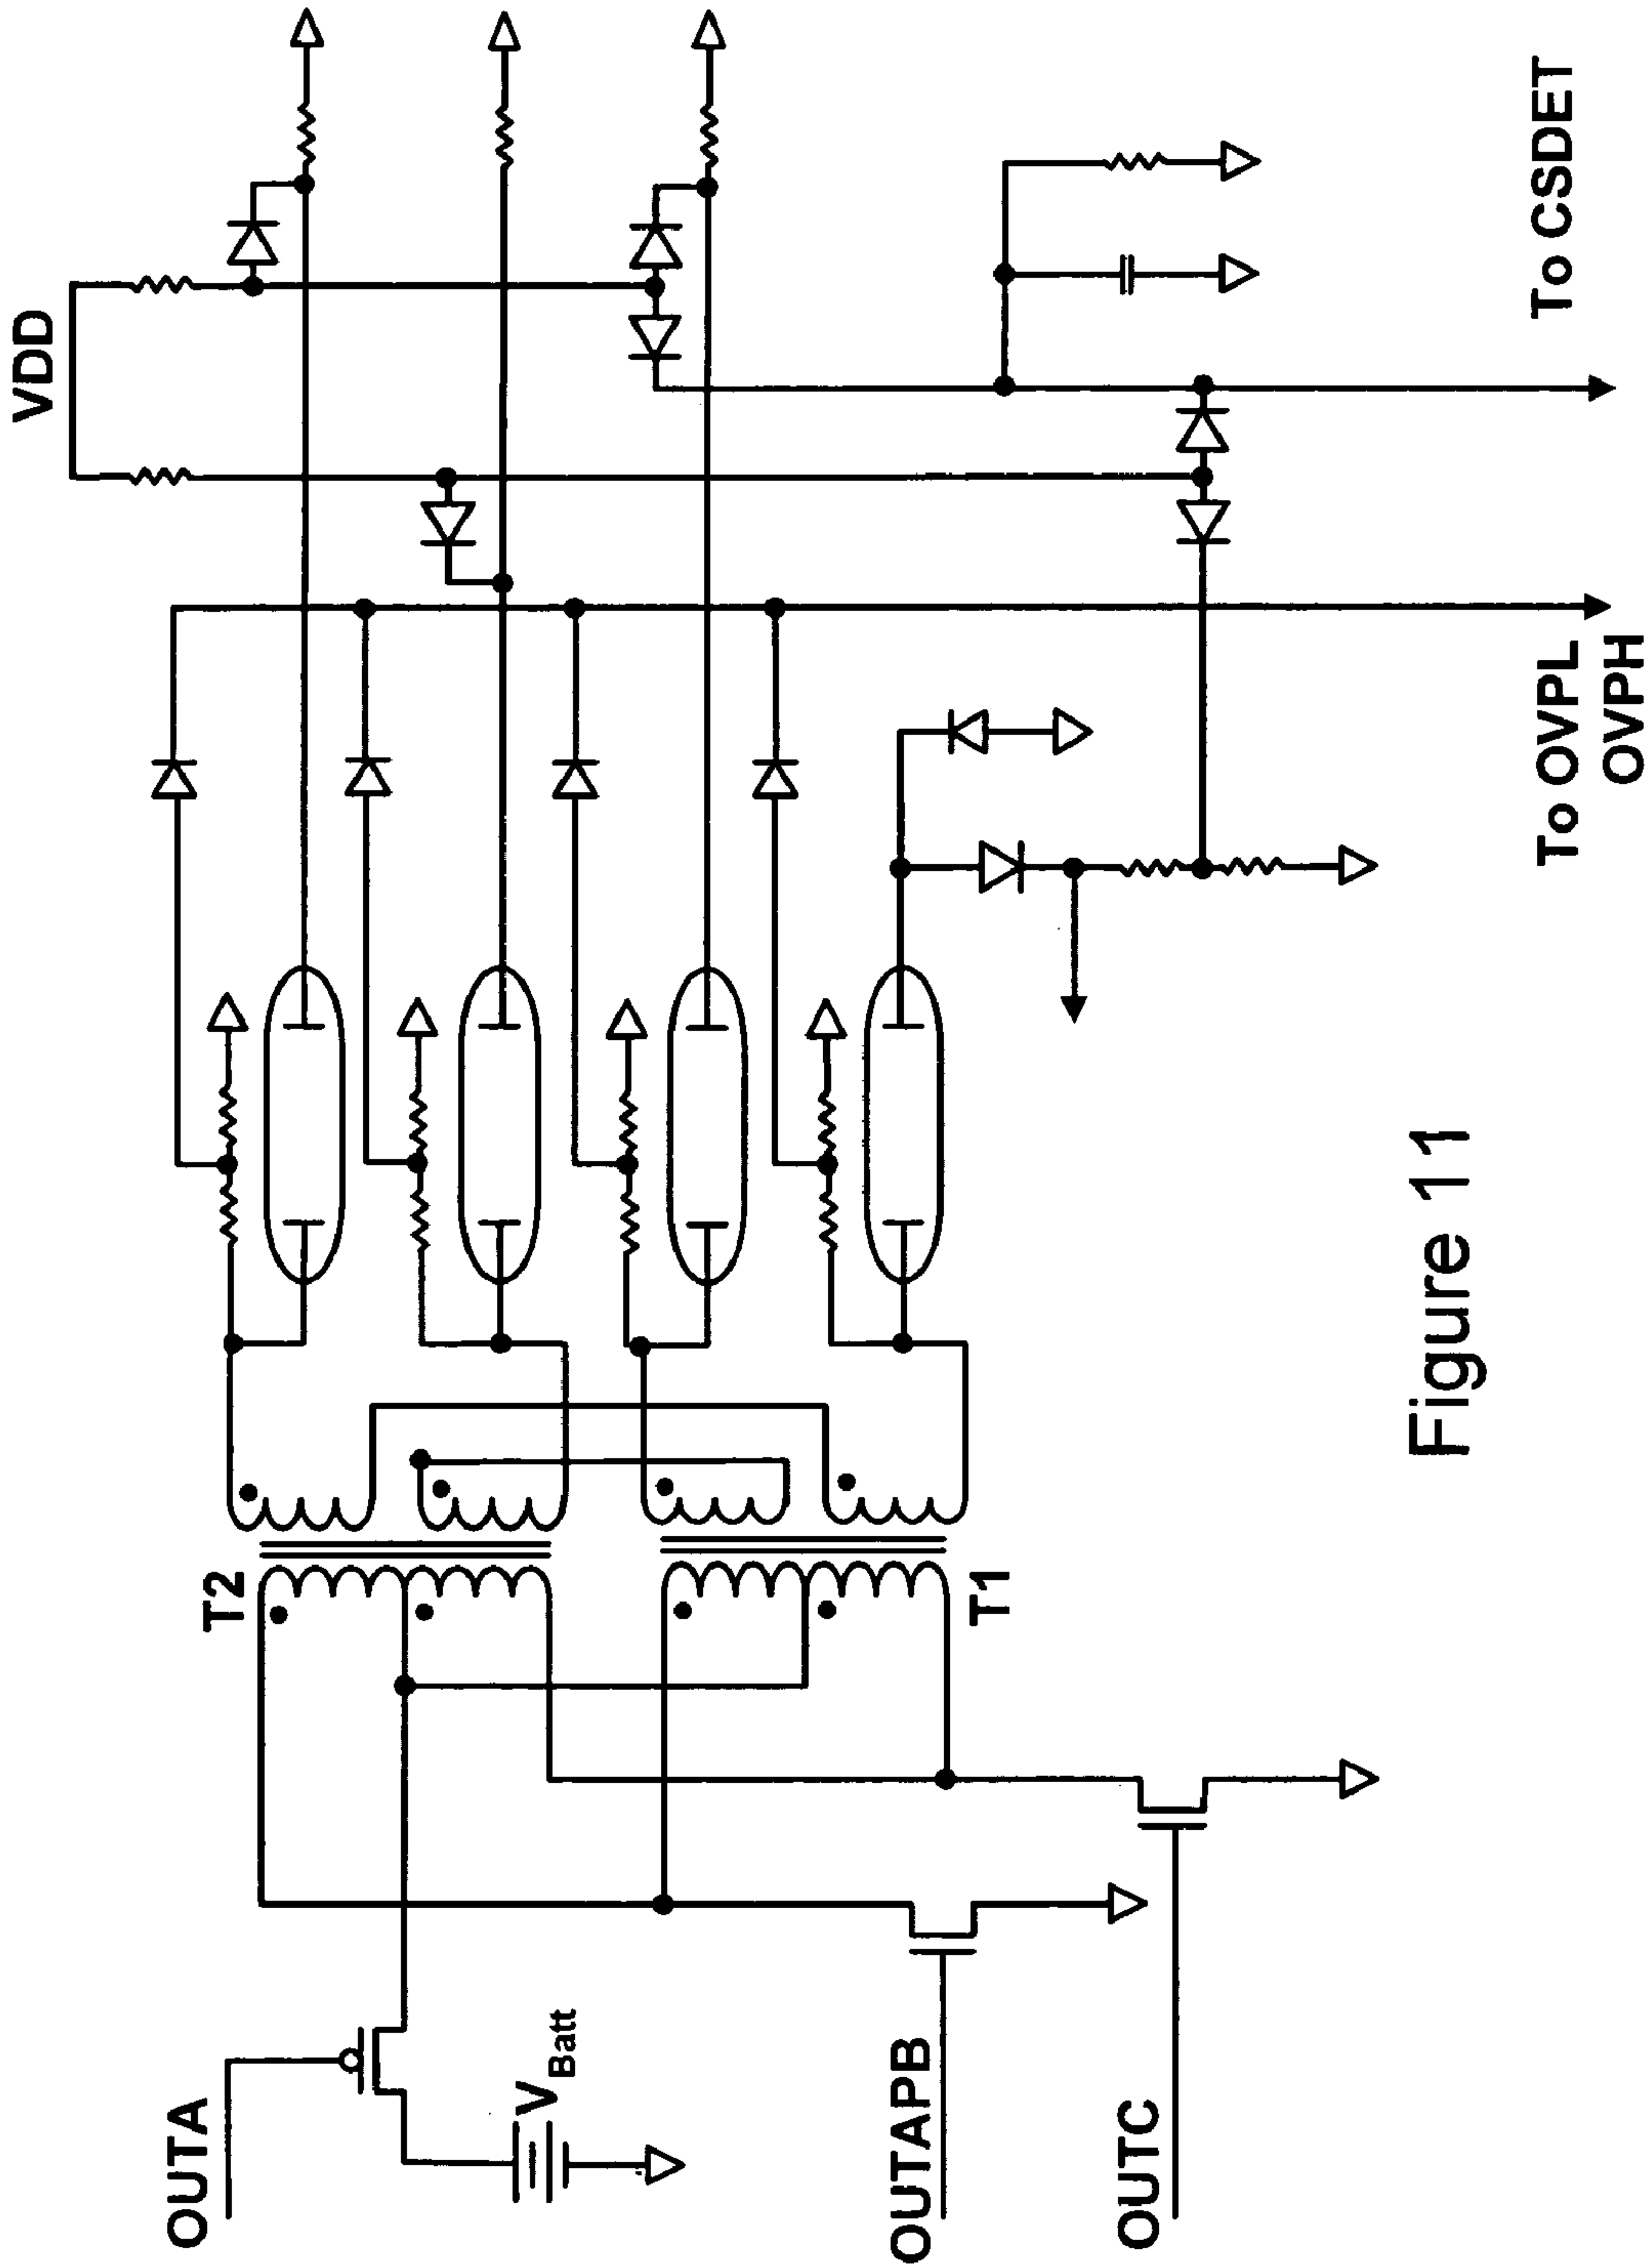 VDD
T2
T1
OUTA
VBatt
OUTAPB
OUTC
To OVPL
OVPH
To CSDET
Figure 11